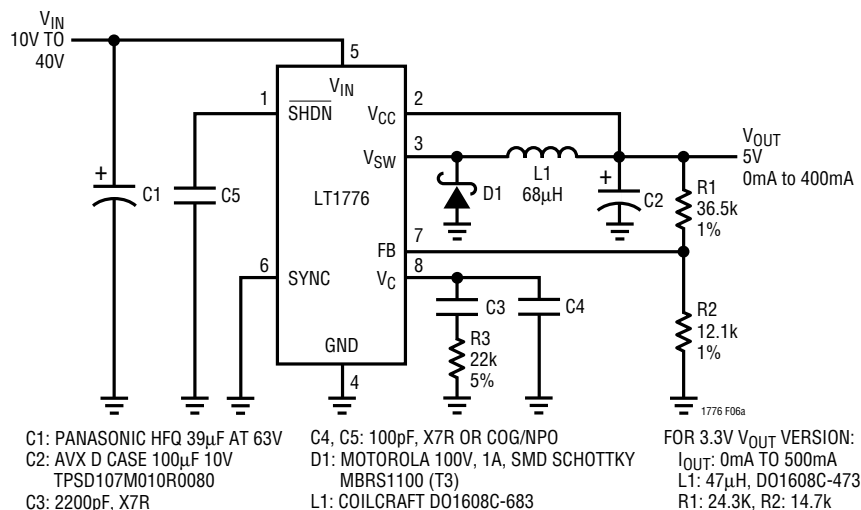 VIN
10V TO
40V
5
VIN
1
SHDN
VCC
2
VSW
3
LT1776
FB
7
6
SYNC
VC
8
GND
4
+
C1
C5
D1
L1
68µH
+
C2
VOUT
5V
0mA to 400mA
R1
36.5k
1%
C3
C4
R3
22k
5%
R2
12.1k
1%
1776 F06a
C1: PANASONIC HFQ 39µF AT 63V
C2: AVX D CASE 100µF 10V
TPSD107M010R0080
C3: 2200pF, X7R
C4, C5: 100pF, X7R OR COG/NPO
D1: MOTOROLA 100V, 1A, SMD SCHOTTKY
MBRS1100 (T3)
L1: COILCRAFT DO1608C-683
FOR 3.3V VOUT VERSION:
IOUT: 0mA TO 500mA
L1: 47µH, DO1608C-473
R1: 24.3K, R2: 14.7k